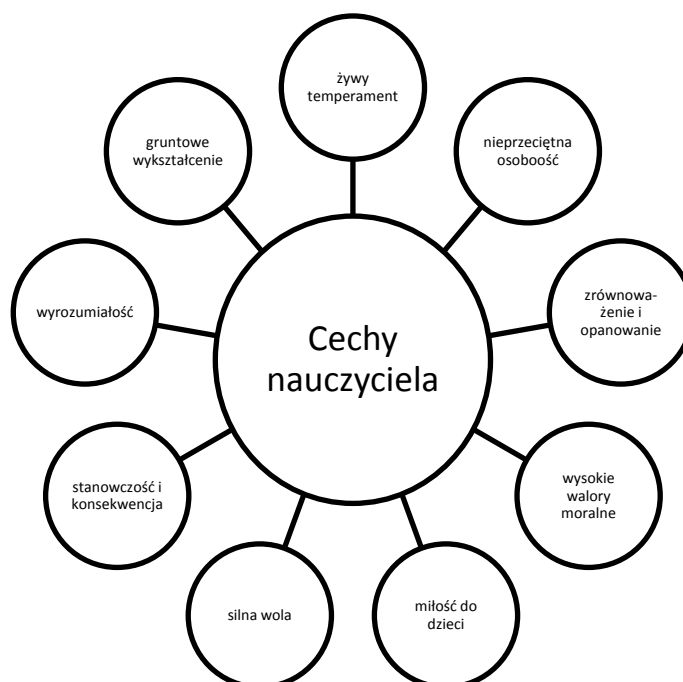 żywy
temperament
nieprzeciętna
osoboość
zrównowa-
żenie i
opanowanie
wysokie
walory
moralne
miłość do
dzieci
silna wola
stanowczość i
konsekwencja
wyrozumiałość
gruntowe
wykształcenie
Cechy
nauczyciela